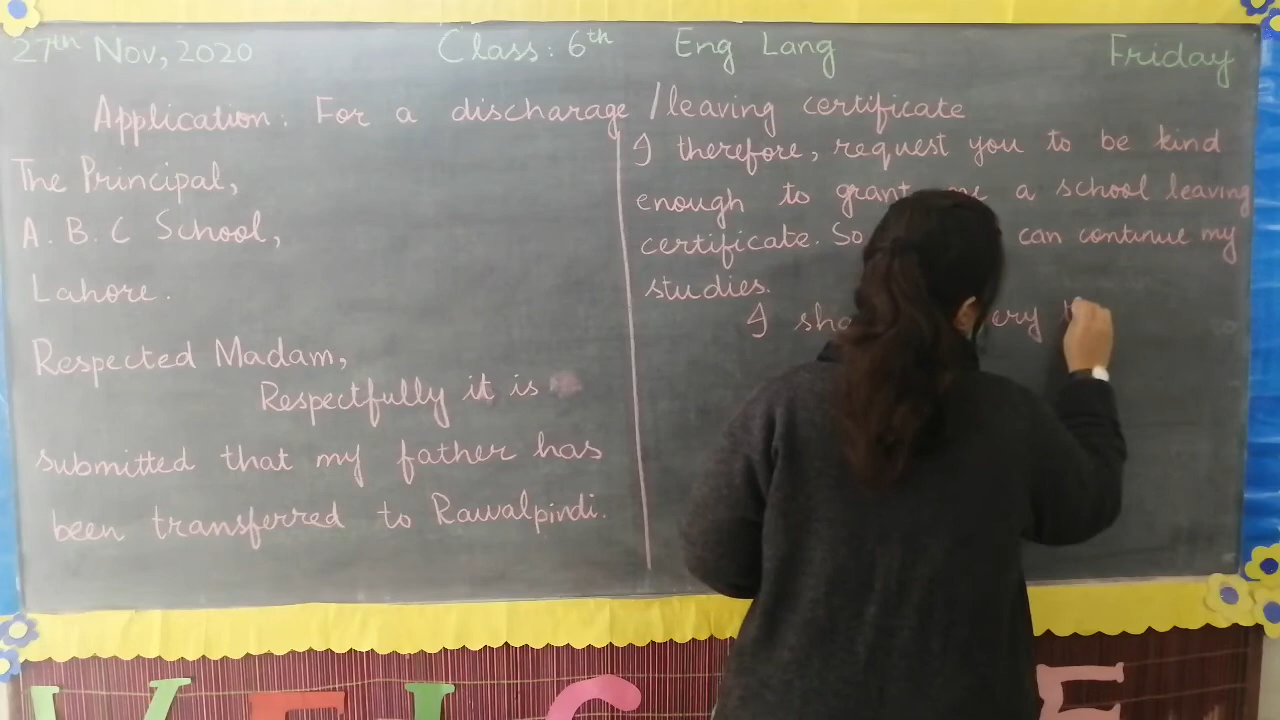 27th Nov, 2020 Class: 6th Eng Lang Friday
Application: For a discharage / leaving certificate
The Principal,
A. B. C School,
Lahore.
Respected Madam,
Respectfully it is
submitted that my father has
been transferred to Rawalpindi.
I therefore, request you to be kind
enough to grant me a school leaving
certificate. So can continue my
studies.
I